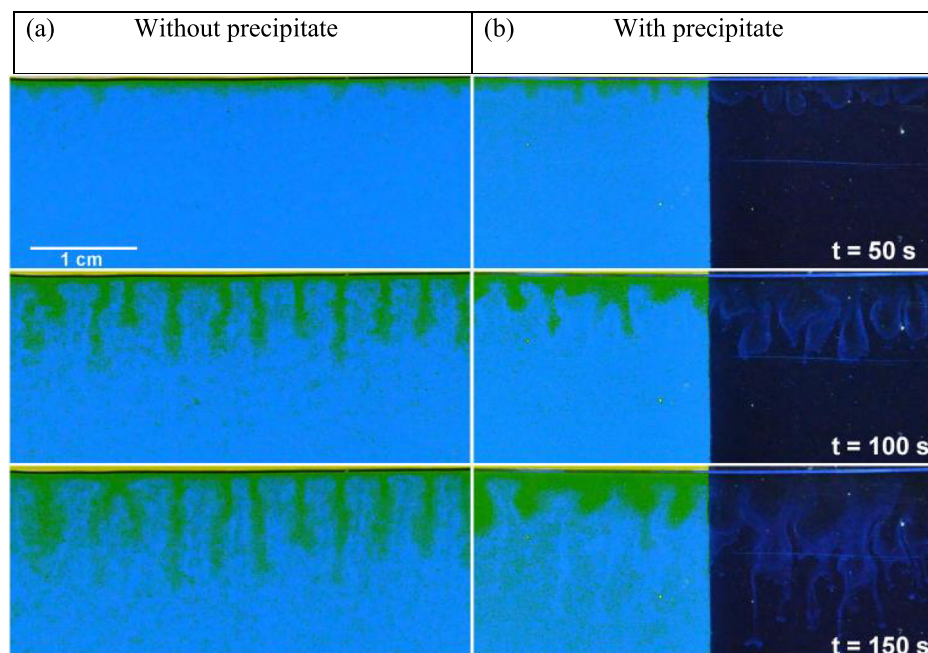 (a) Without precipitate
(b) With precipitate
1 cm
t = 50 s
t = 100 s
t = 150 s